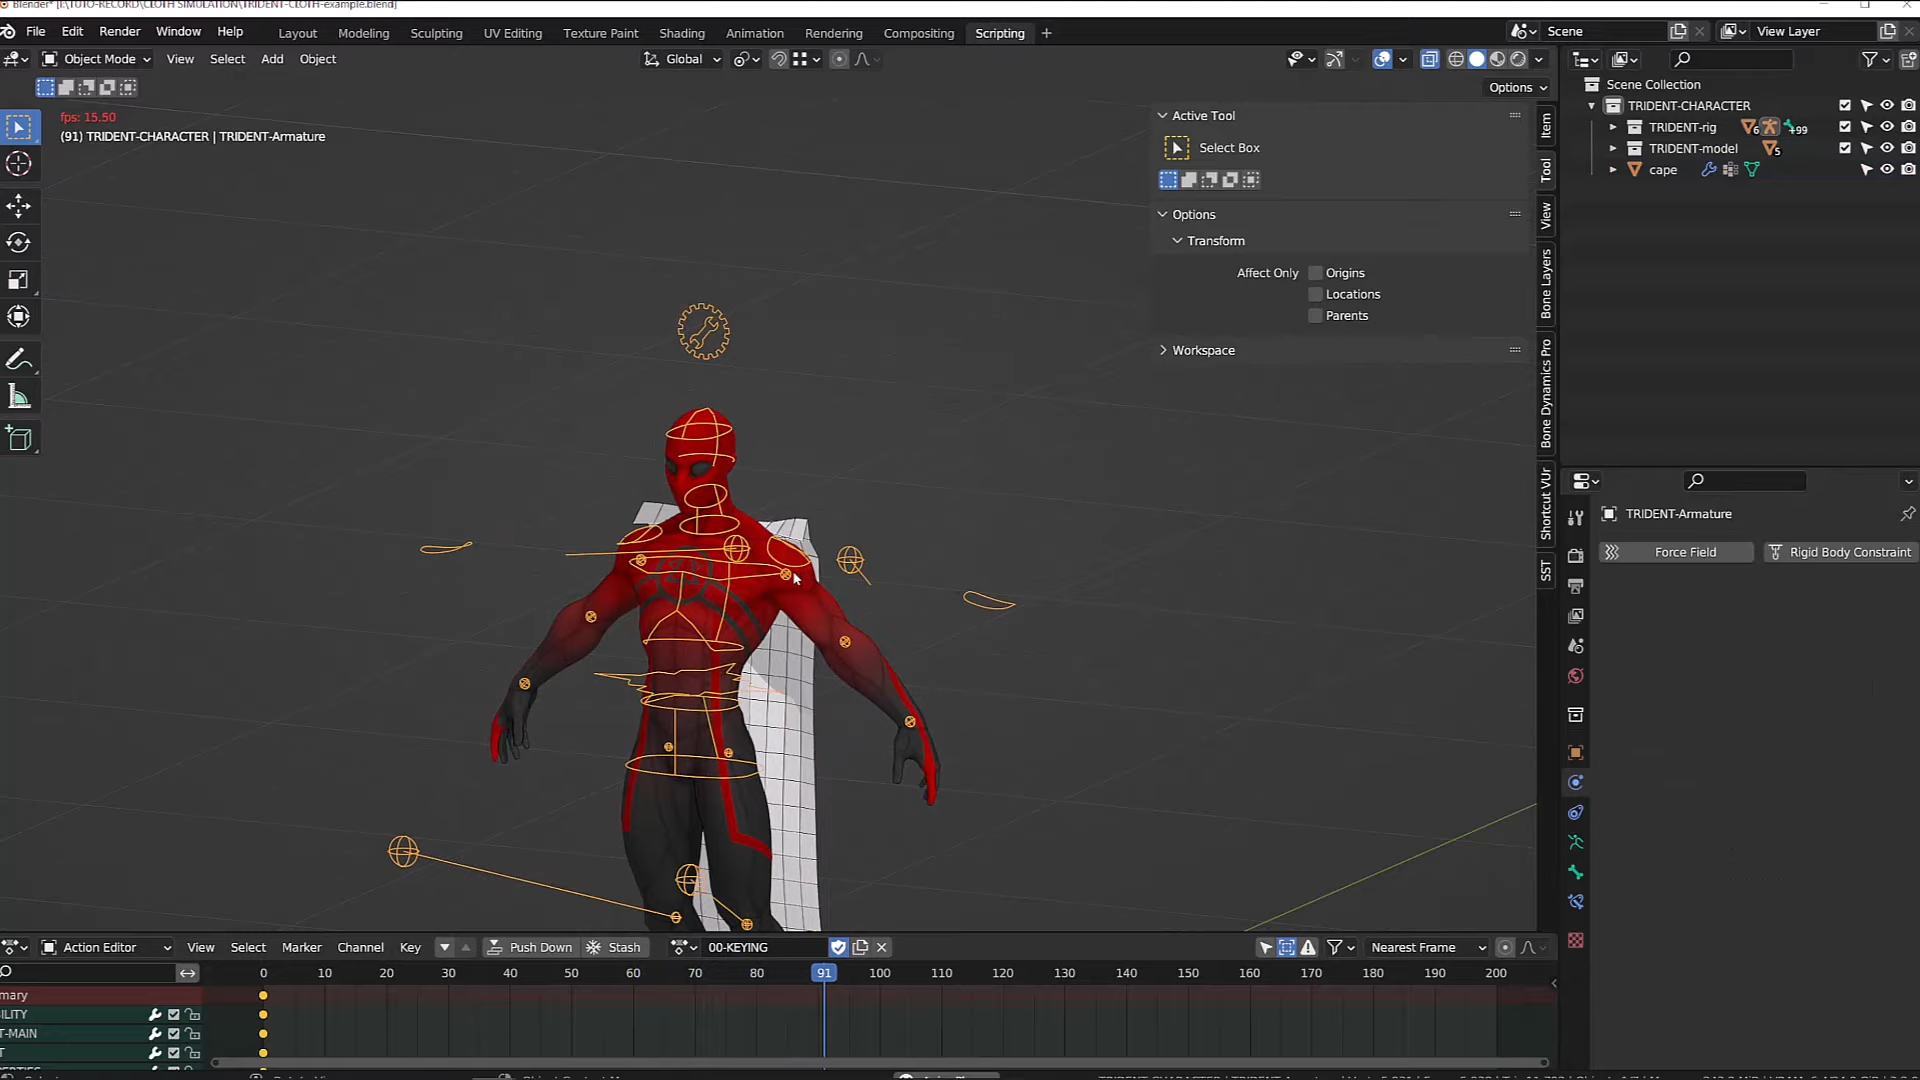 Blender* [I:\TUTO-RECORD\CLOTH SIMULATION\TRIDENT-CLOTH-example.blend]
File Edit Render Window Help Layout Modeling Sculpting UV Editing Texture Paint Shading Animation Rendering Compositing Scripting + Scene View Layer
Object Mode View Select Add Object Global
Options
fps: 15.50
(91) TRIDENT-CHARACTER | TRIDENT-Armature
Active Tool
Select Box
Options
Transform
Affect Only Origins
Locations
Parents
Workspace
Item
Tool
View
Bone Layers
Bone Dynamics Pro
Shortcut VUr
SST
Scene Collection
TRIDENT-CHARACTER
TRIDENT-rig 6 +99
TRIDENT-model 5
cape
TRIDENT-Armature
Force Field Rigid Body Constraint
Action Editor View Select Marker Channel Key Push Down Stash 00-KEYING Nearest Frame
0 10 20 30 40 50 60 70 80 91 100 110 120 130 140 150 160 170 180 190 200
mary
ILITY
T-MAIN
T